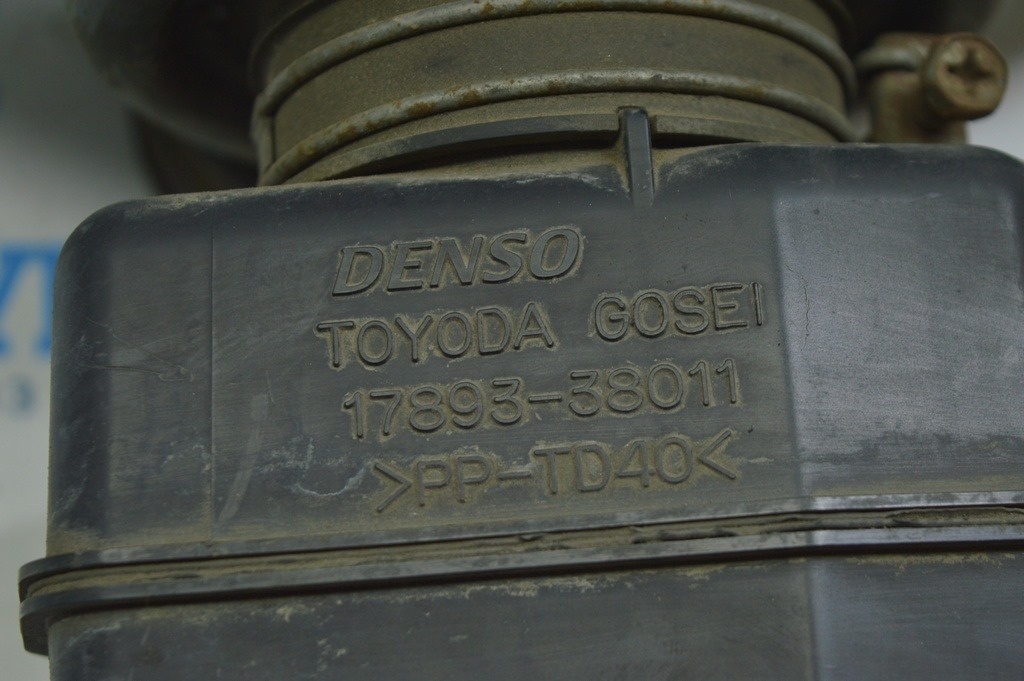 DENSO
TOYODA GOSEI
17893-38011
>PP-TD40<